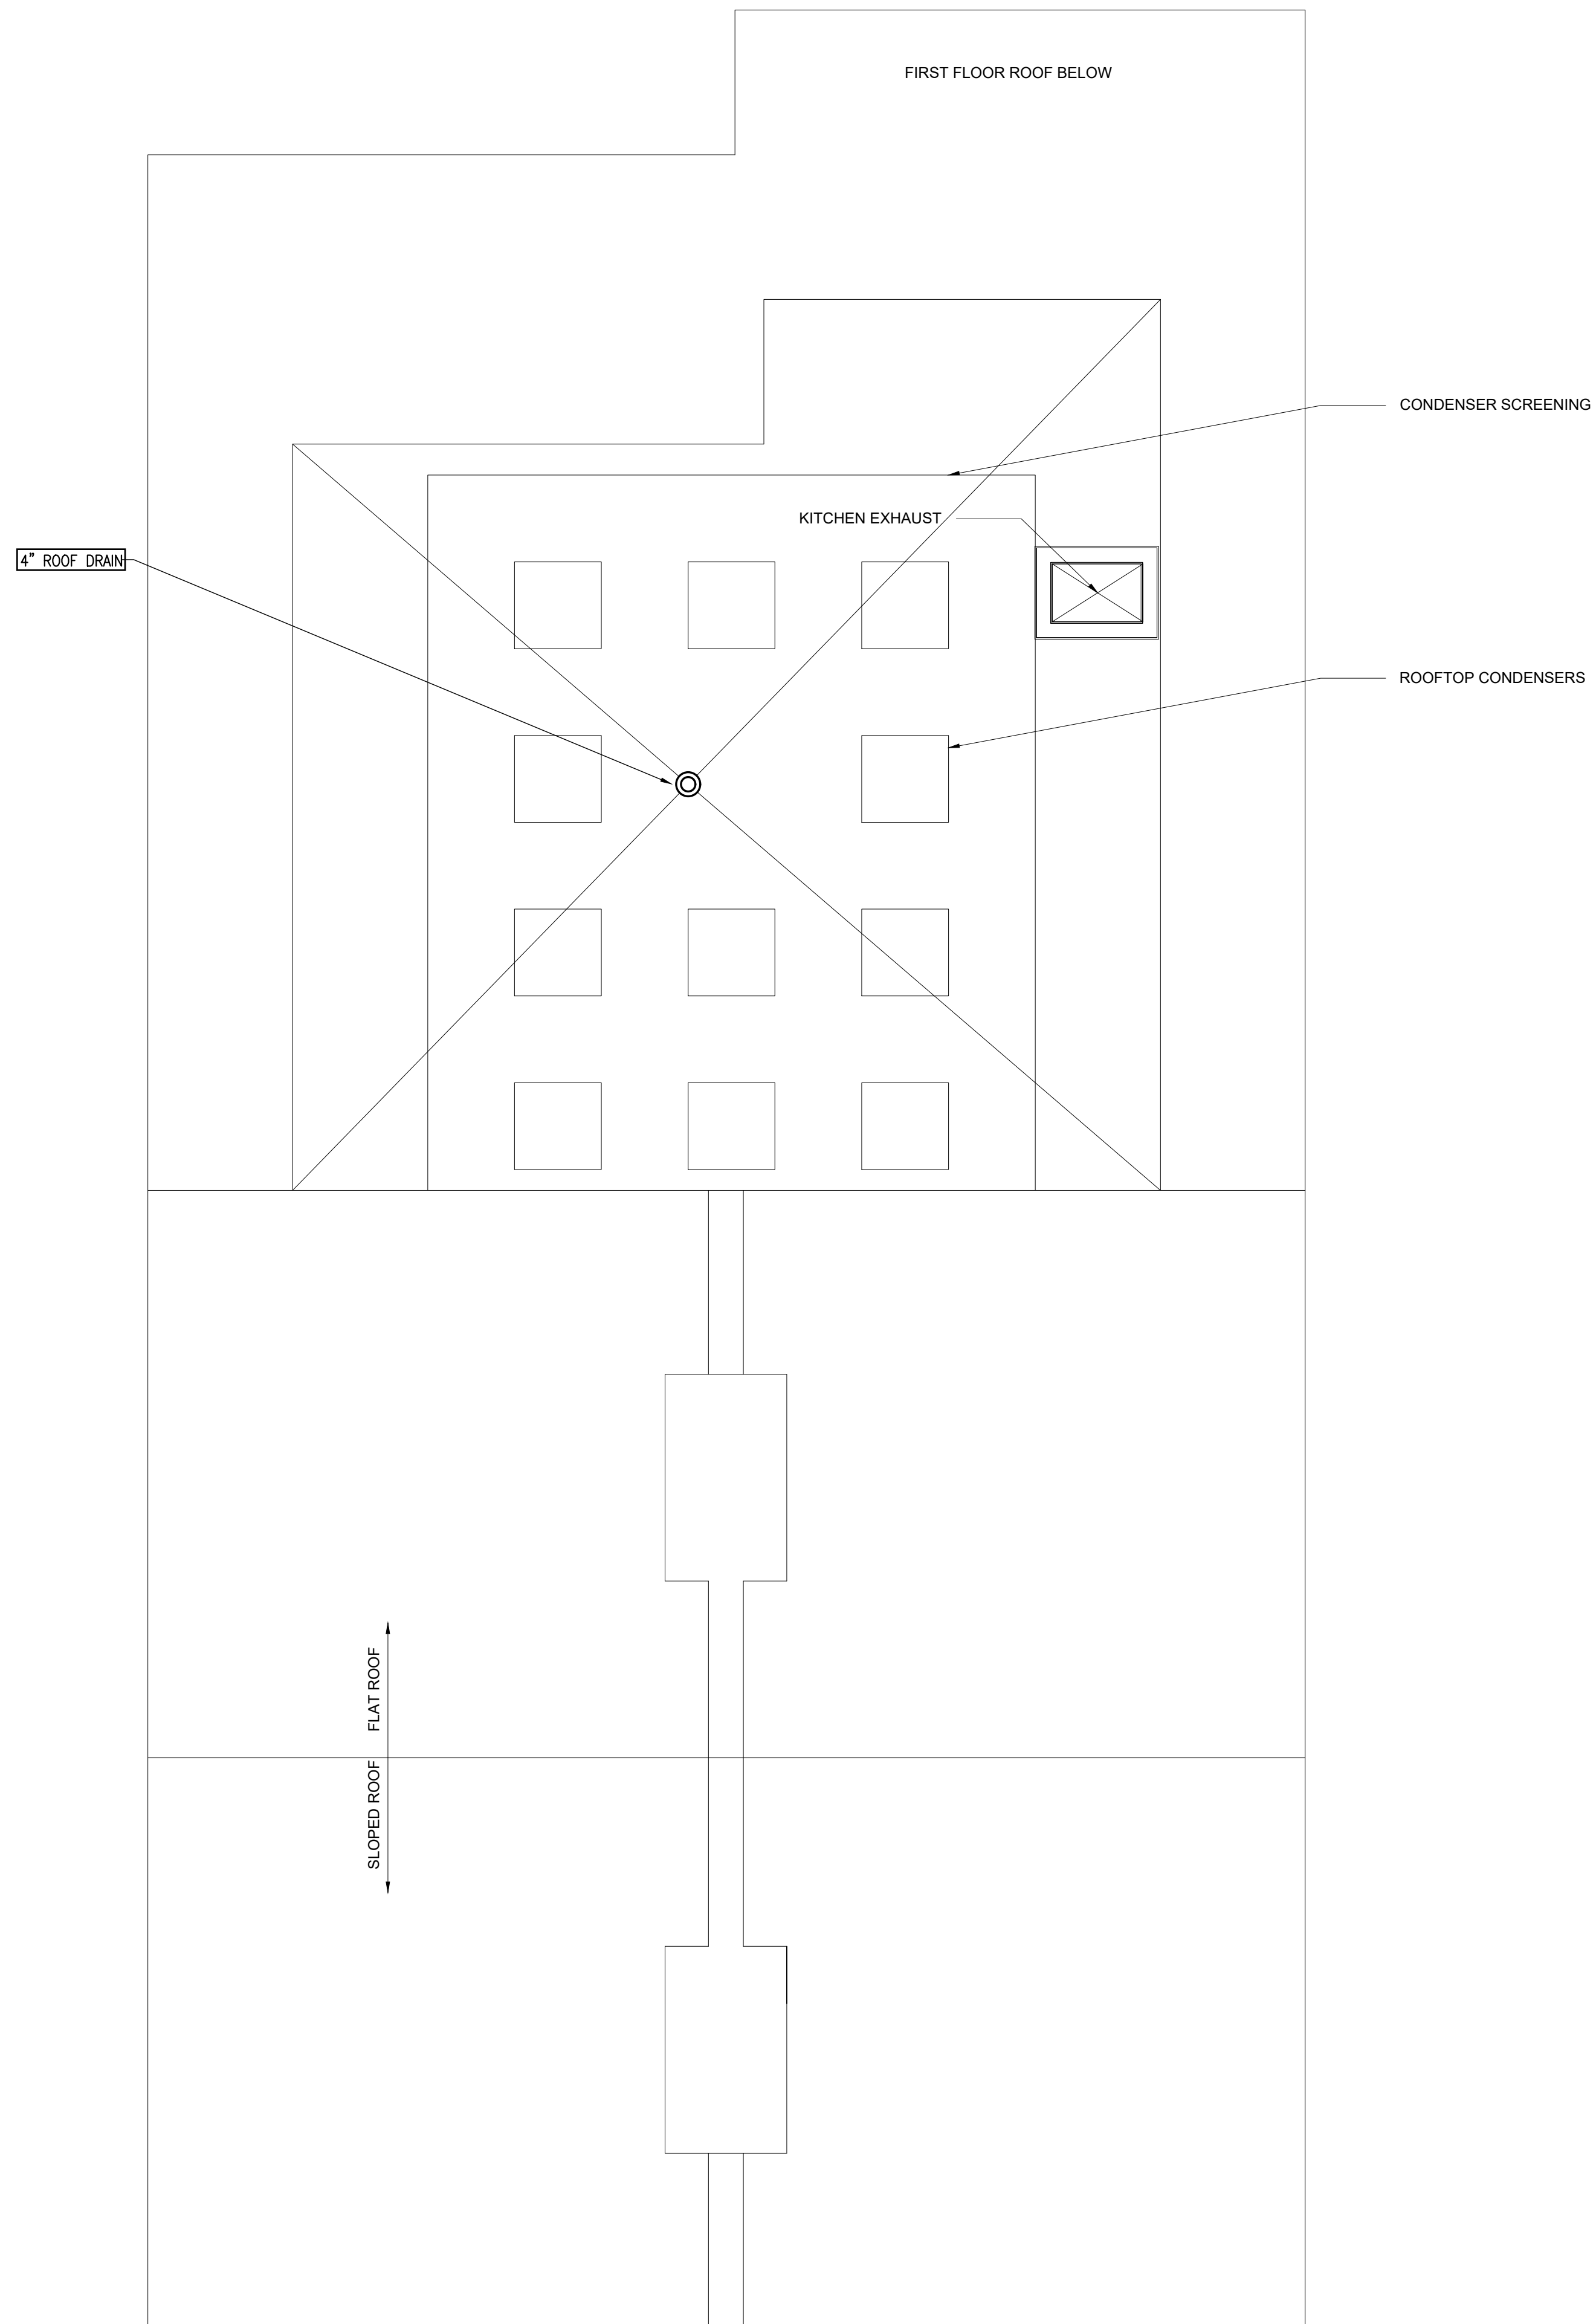 FIRST FLOOR ROOF BELOW
CONDENSER SCREENING
KITCHEN EXHAUST
4" ROOF DRAIN
ROOFTOP CONDENSERS
FLAT ROOF
SLOPED ROOF